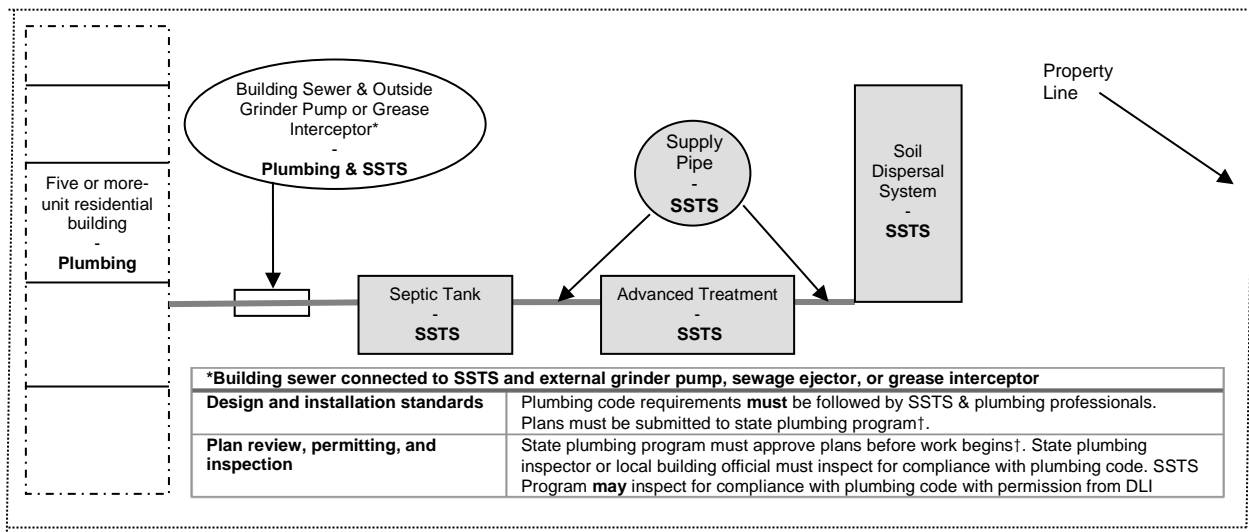 Five or more-
unit residential
building
-
Plumbing
Building Sewer & Outside
Grinder Pump or Grease
Interceptor*
-
Plumbing & SSTS
Septic Tank
-
SSTS
Supply
Pipe
-
SSTS
Advanced Treatment
-
SSTS
Soil
Dispersal
System
-
SSTS
Property
Line
*Building sewer connected to SSTS and external grinder pump, sewage ejector, or grease interceptor
Design and installation standards
Plumbing code requirements must be followed by SSTS & plumbing professionals.
Plans must be submitted to state plumbing program†.
Plan review, permitting, and
inspection
State plumbing program must approve plans before work begins†. State plumbing
inspector or local building official must inspect for compliance with plumbing code. SSTS
Program may inspect for compliance with plumbing code with permission from DLI